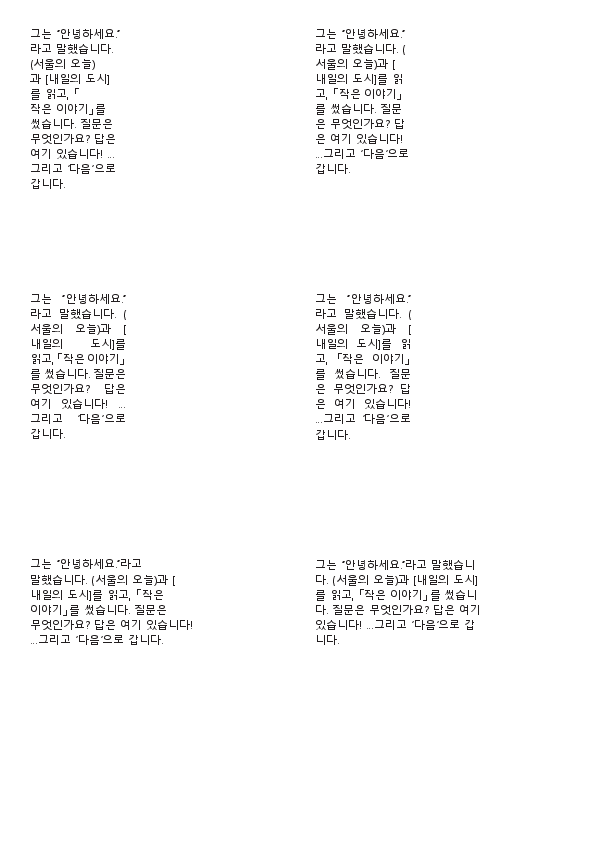 그는 “안녕하세요.”
라고 말했습니다.
(서울의 오늘)
과 [내일의 도시]
를 읽고, 「
작은 이야기」를
썼습니다. 질문은
무엇인가요? 답은
여기 있습니다! …
그리고 ‘다음’으로
갑니다.
그는 “안녕하세요.”
라고 말했습니다. (
서울의 오늘)과 [
내일의 도시]를 읽
고, 「작은 이야기」
를 썼습니다. 질문
은 무엇인가요? 답
은 여기 있습니다!
…그리고 ‘다음’으로
갑니다.
그는 “안녕하세요.”
라고 말했습니다. (
서울의 오늘)과 [
내일의 도시]를
읽고, 「작은 이야기」
를 썼습니다. 질문은
무엇인가요? 답은
여기 있습니다! …
그리고 ‘다음’으로
갑니다.
그는 “안녕하세요.”
라고 말했습니다. (
서울의 오늘)과 [
내일의 도시]를 읽
고, 「작은 이야기」
를 썼습니다. 질문
은 무엇인가요? 답
은 여기 있습니다!
…그리고 ‘다음’으로
갑니다.
그는 “안녕하세요.”라고
말했습니다. (서울의 오늘)과 [
내일의 도시]를 읽고, 「작은
이야기」를 썼습니다. 질문은
무엇인가요? 답은 여기 있습니다!
…그리고 ‘다음’으로 갑니다.
그는 “안녕하세요.”라고 말했습니
다. (서울의 오늘)과 [내일의 도시]
를 읽고, 「작은 이야기」를 썼습니
다. 질문은 무엇인가요? 답은 여기
있습니다! …그리고 ‘다음’으로 갑
니다.